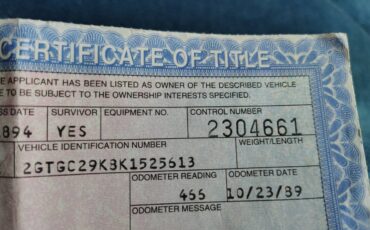 CERTIFICATE OF TITLE
APPLICANT HAS BEEN LISTED AS OWNER OF THE DESCRIBED VEHICLE
TO BE SUBJECT TO THE OWNERSHIP INTERESTS SPECIFIED.
DATE SURVIVOR EQUIPMENT NO. CONTROL NUMBER
894 YES 2304661
VEHICLE IDENTIFICATION NUMBER WEIGHT/LENGTH
2GTGC29K3K1525613
ODOMETER READING DATE
455 10/23/89
ODOMETER MESSAGE